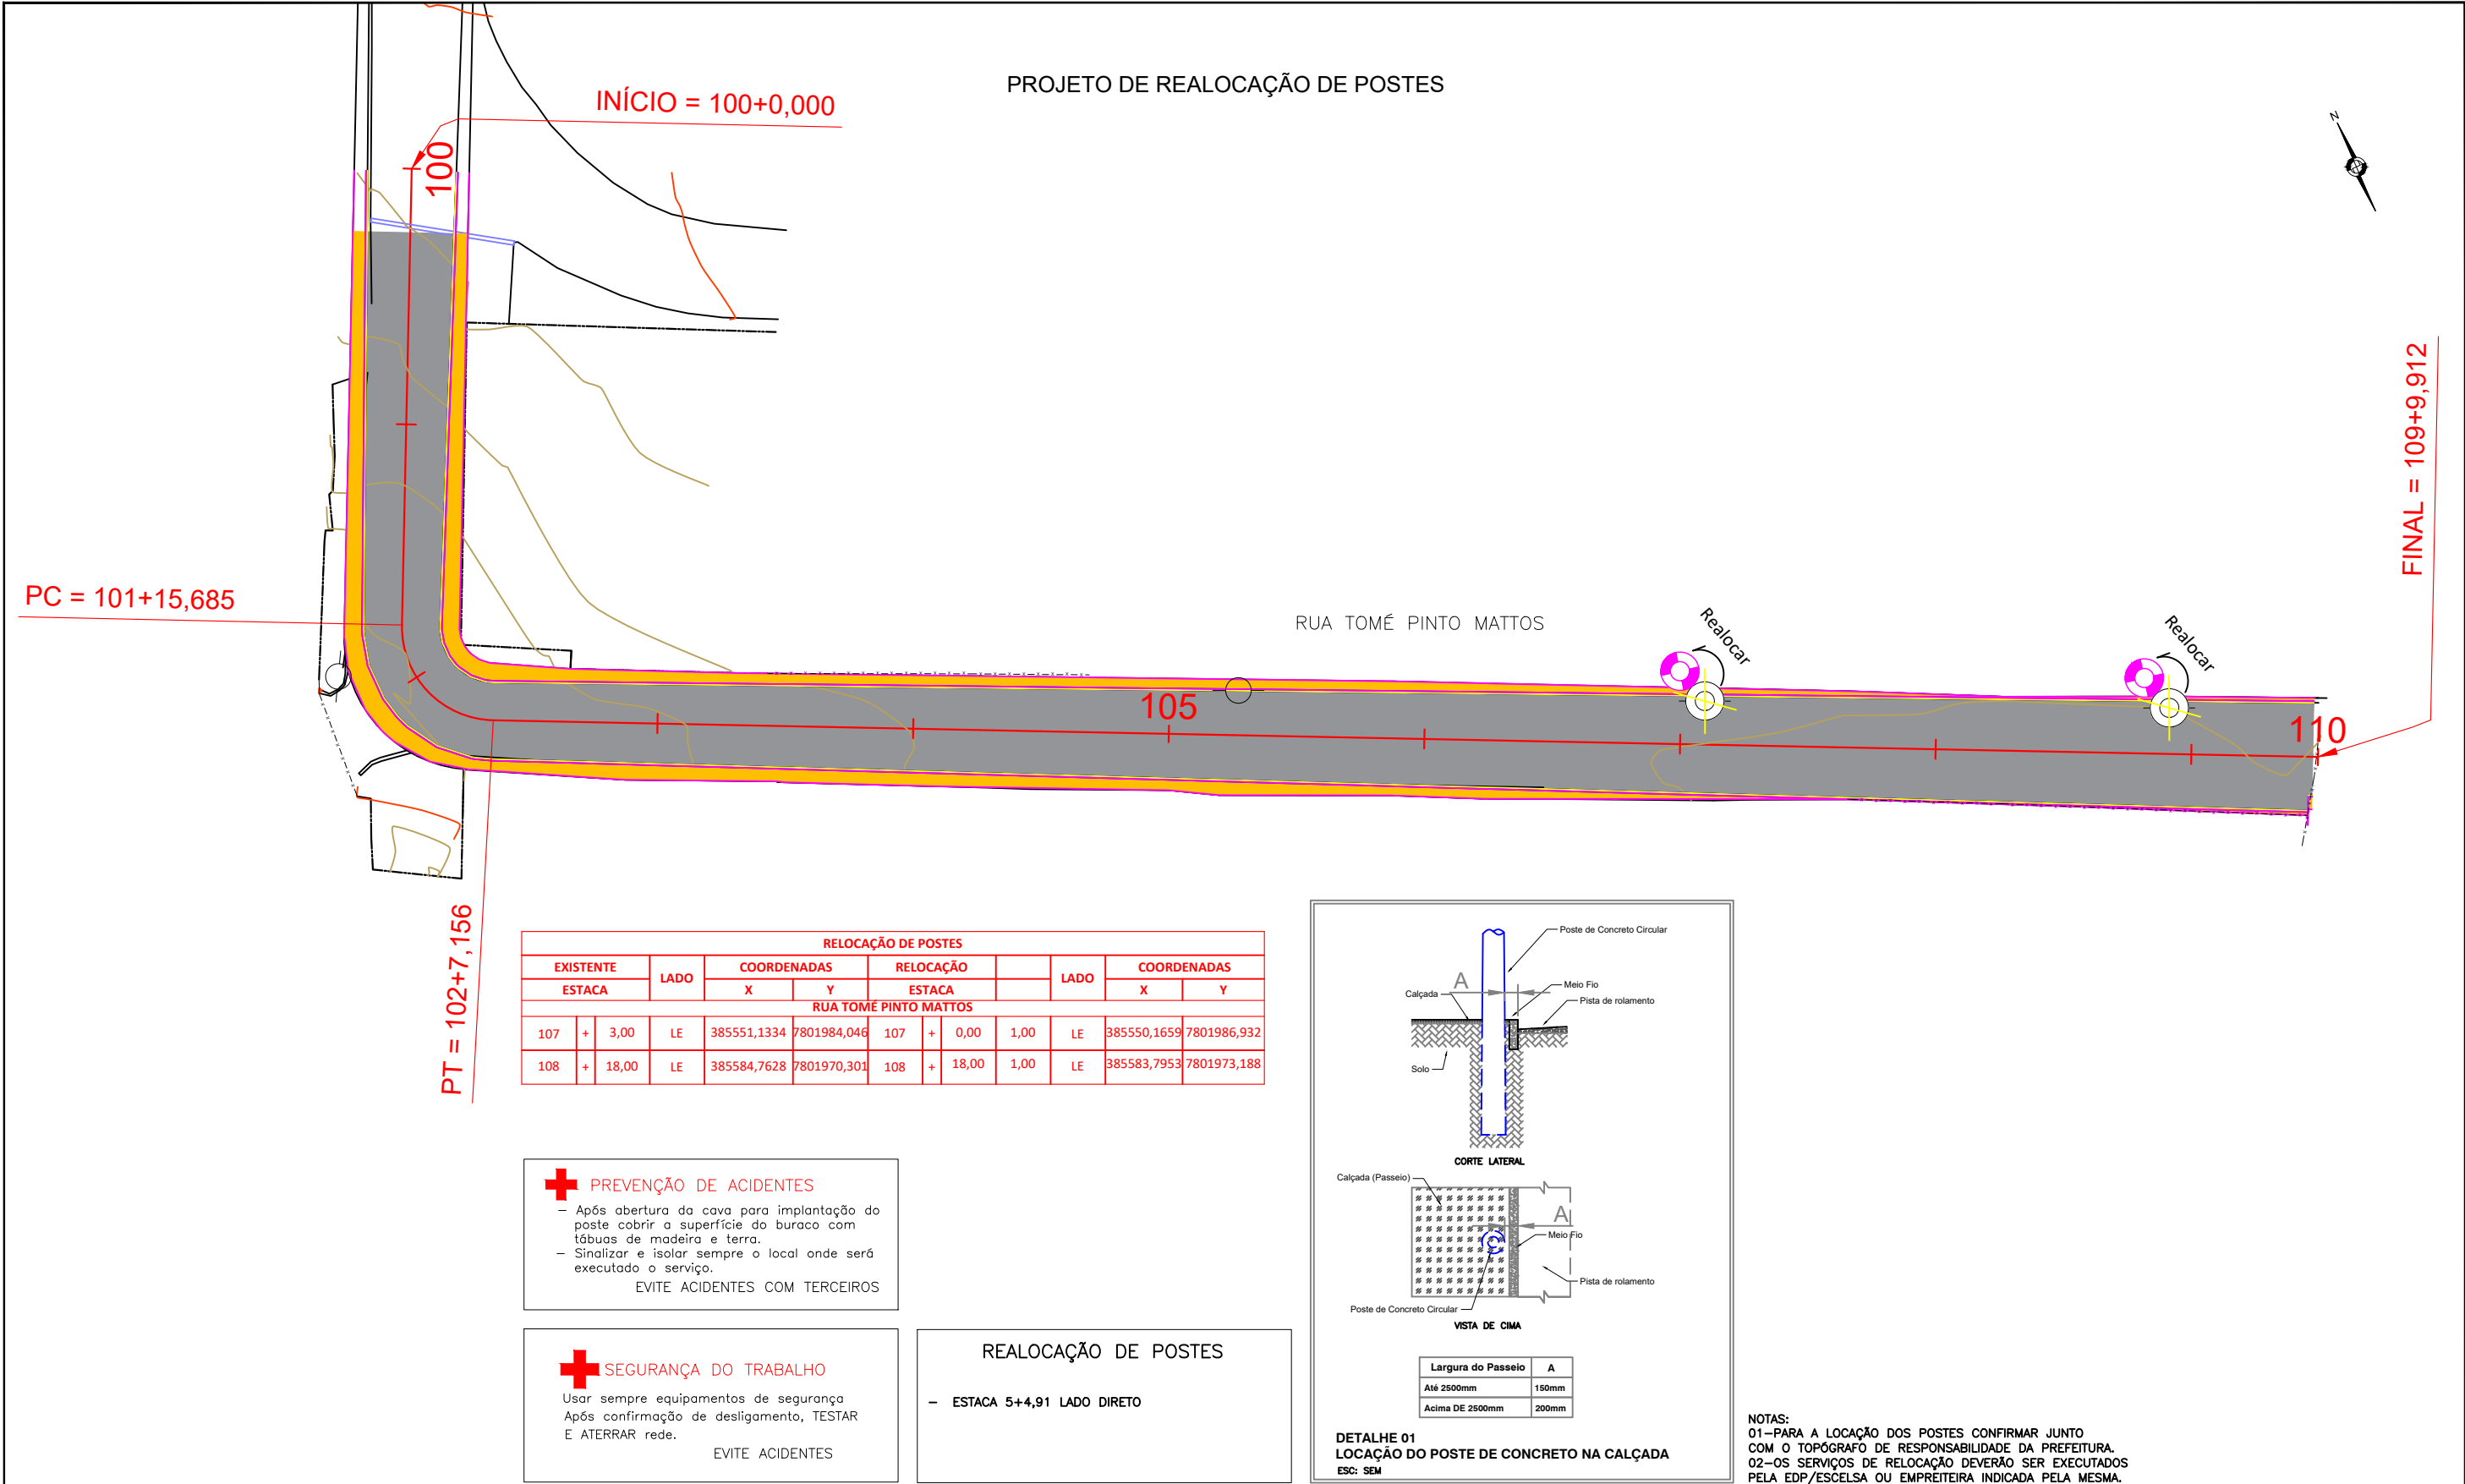 PROJETO DE REALOCAÇÃO DE POSTES
INÍCIO = 100+0,000
N
100
FINAL = 109+9,912
PC = 101+15,685
RUA TOMÉ PINTO MATTOS
Realocar
Realocar
105
110
PT = 102+7,156
RELOCAÇÃO DE POSTES
EXISTENTE LADO COORDENADAS RELOCAÇÃO LADO COORDENADAS
ESTACA X Y ESTACA X Y
RUA TOMÉ PINTO MATTOS
107 + 3,00 LE 385551,1334 7801984,046 107 + 0,00 1,00 LE 385550,1659 7801986,932
108 + 18,00 LE 385584,7628 7801970,301 108 + 18,00 1,00 LE 385583,7953 7801973,188
PREVENÇÃO DE ACIDENTES
- Após abertura da cava para implantação do
poste cobrir a superfície do buraco com
tábuas de madeira e terra.
- Sinalizar e isolar sempre o local onde será
executado o serviço.
EVITE ACIDENTES COM TERCEIROS
SEGURANÇA DO TRABALHO
Usar sempre equipamentos de segurança
Após confirmação de desligamento, TESTAR
E ATERRAR rede.
EVITE ACIDENTES
REALOCAÇÃO DE POSTES
- ESTACA 5+4,91 LADO DIRETO
Poste de Concreto Circular
A
Meio Fio
Calçada
Pista de rolamento
Solo
CORTE LATERAL
Calçada (Passeio)
A
Meio Fio
Pista de rolamento
Poste de Concreto Circular
VISTA DE CIMA
Largura do Passeio A
Até 2500mm 150mm
Acima DE 2500mm 200mm
DETALHE 01
LOCAÇÃO DO POSTE DE CONCRETO NA CALÇADA
ESC: SEM
NOTAS:
01-PARA A LOCAÇÃO DOS POSTES CONFIRMAR JUNTO
COM O TOPÓGRAFO DE RESPONSABILIDADE DA PREFEITURA.
02-OS SERVIÇOS DE RELOCAÇÃO DEVERÃO SER EXECUTADOS
PELA EDP/ESCELSA OU EMPREITEIRA INDICADA PELA MESMA.